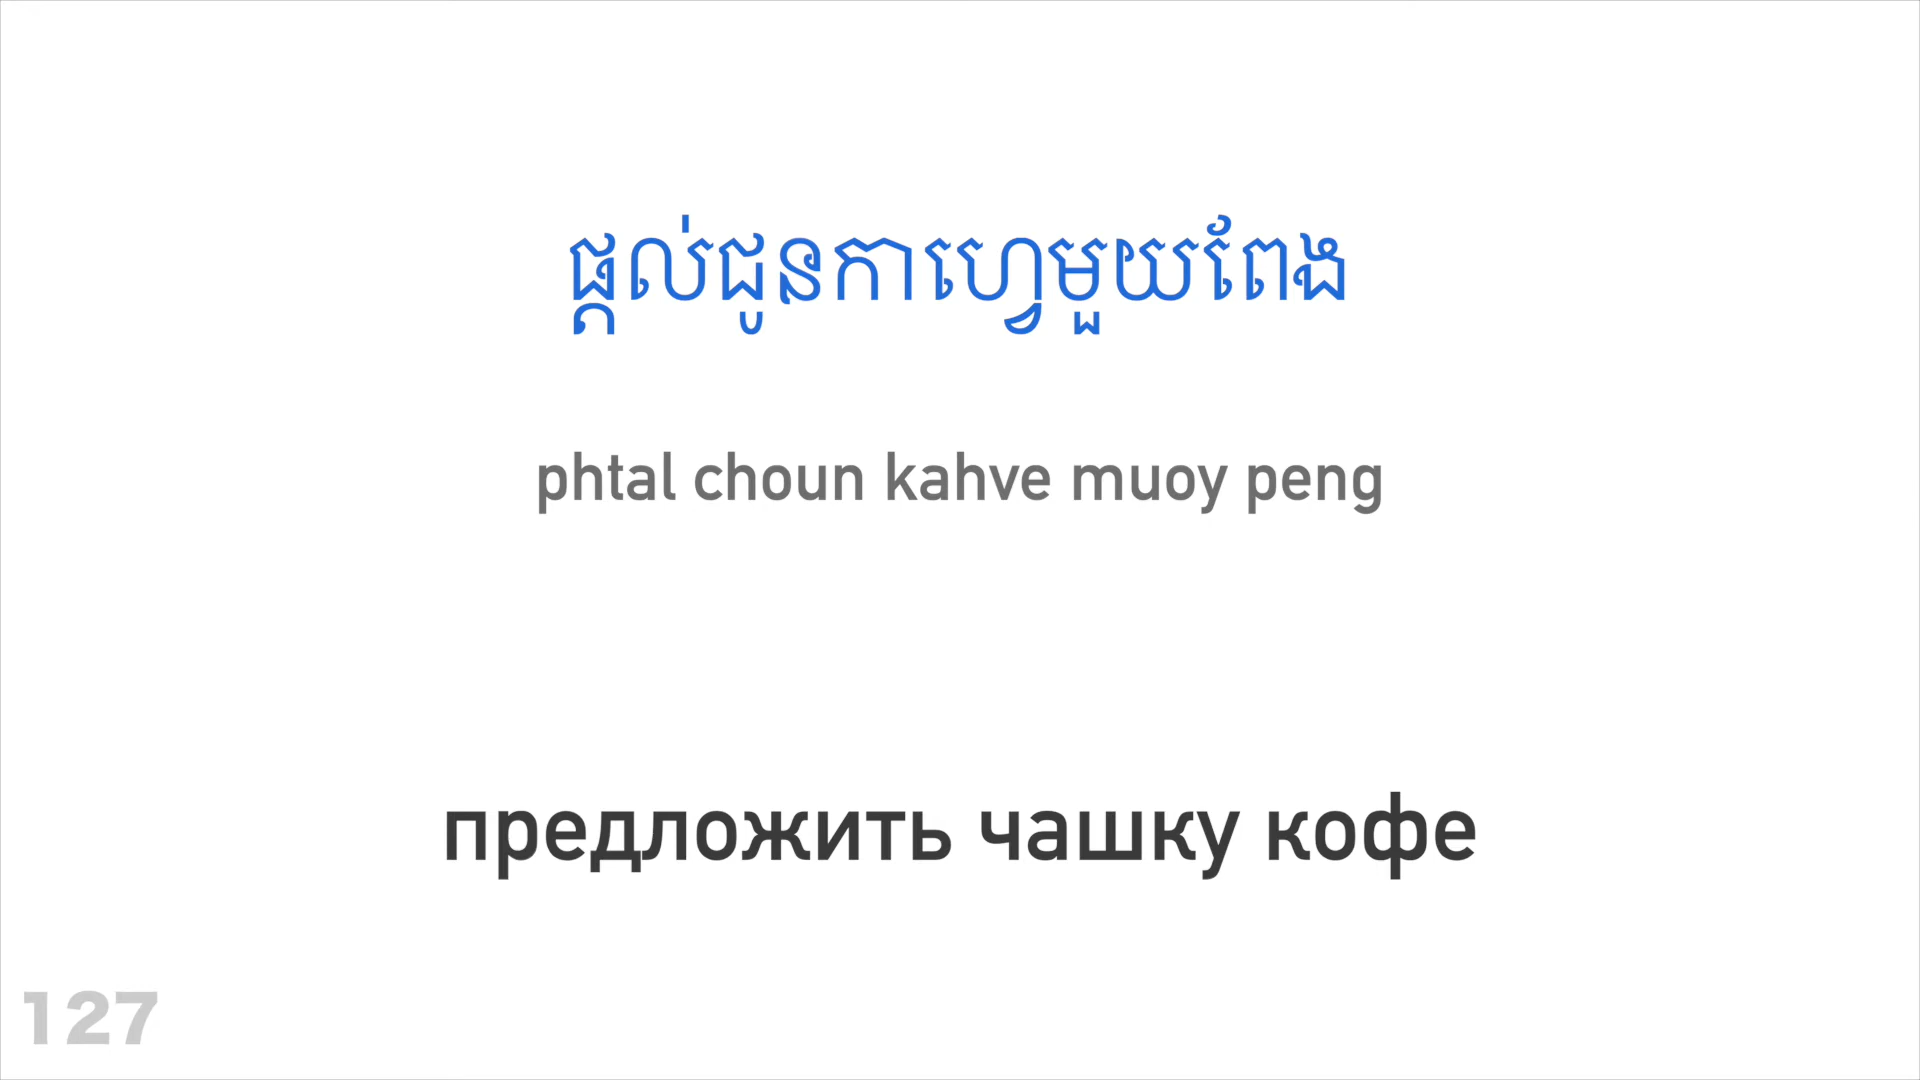 ផ្តល់ជូនកាហ្វេមួយពែង
phtal choun kahve muoy peng
предложить чашку кофе
127